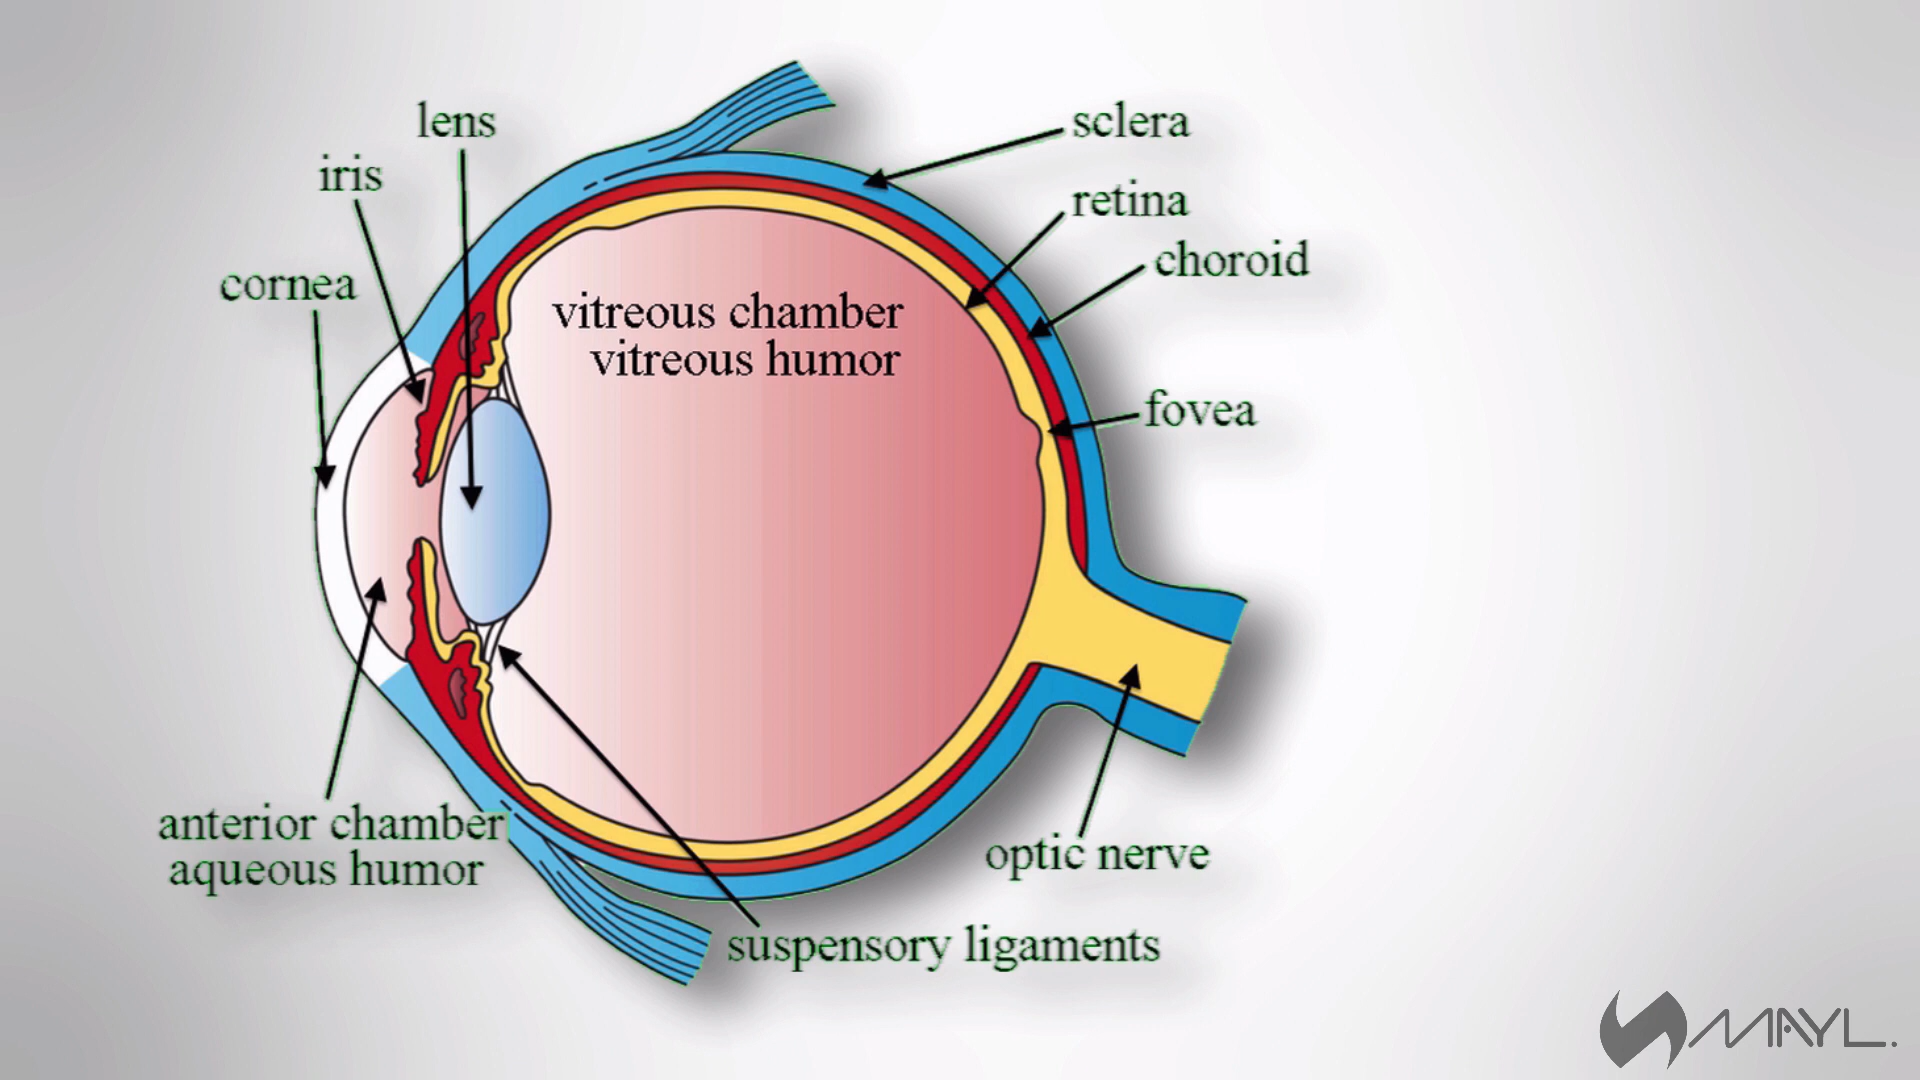 lens
iris
cornea
sclera
retina
choroid
vitreous chamber
vitreous humor
fovea
anterior chamber
aqueous humor
optic nerve
suspensory ligaments
MAYL.